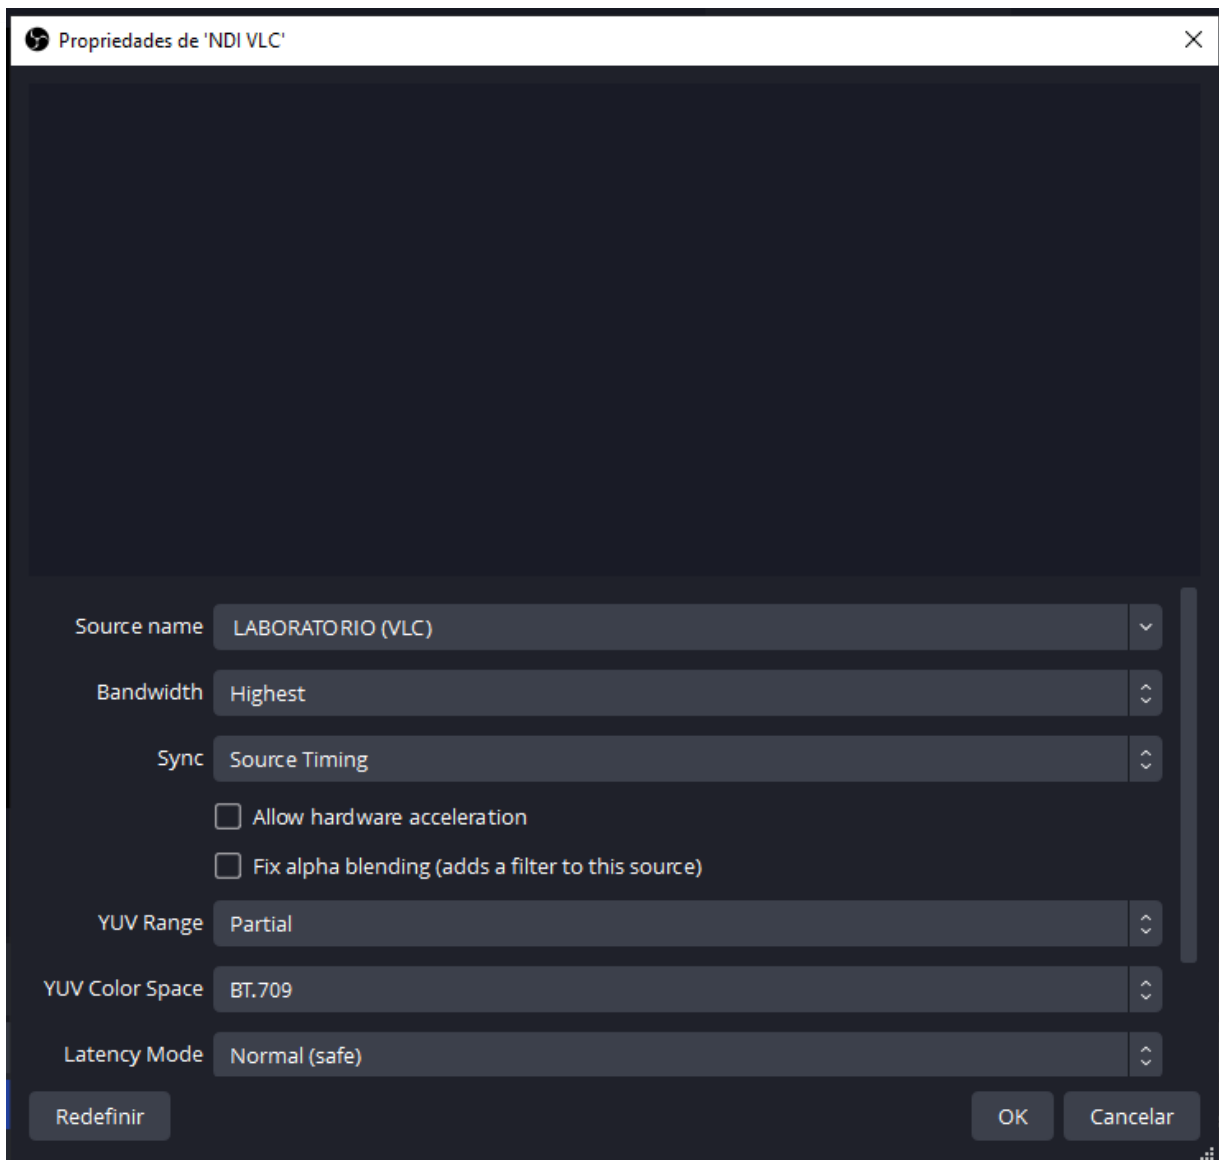 Propriedades de 'NDI VLC'
Source name LABORATORIO (VLC)
Bandwidth Highest
Sync Source Timing
Allow hardware acceleration
Fix alpha blending (adds a filter to this source)
YUV Range Partial
YUV Color Space BT.709
Latency Mode Normal (safe)
Redefinir OK Cancelar